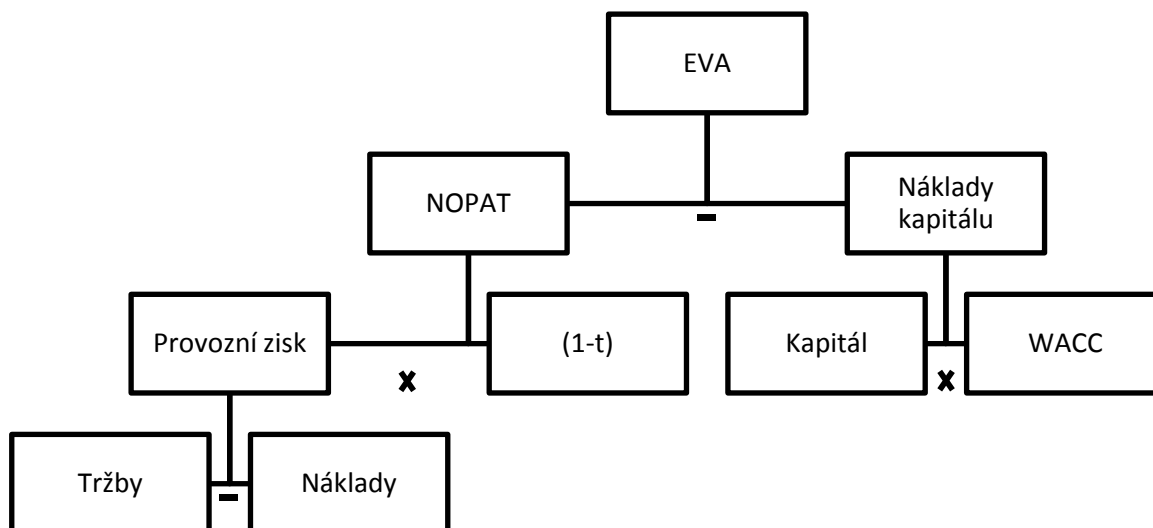 EVA
NOPAT
-
Náklady
kapitálu
Provozní zisk
x
(1-t)
Kapitál
x
WACC
Tržby
-
Náklady